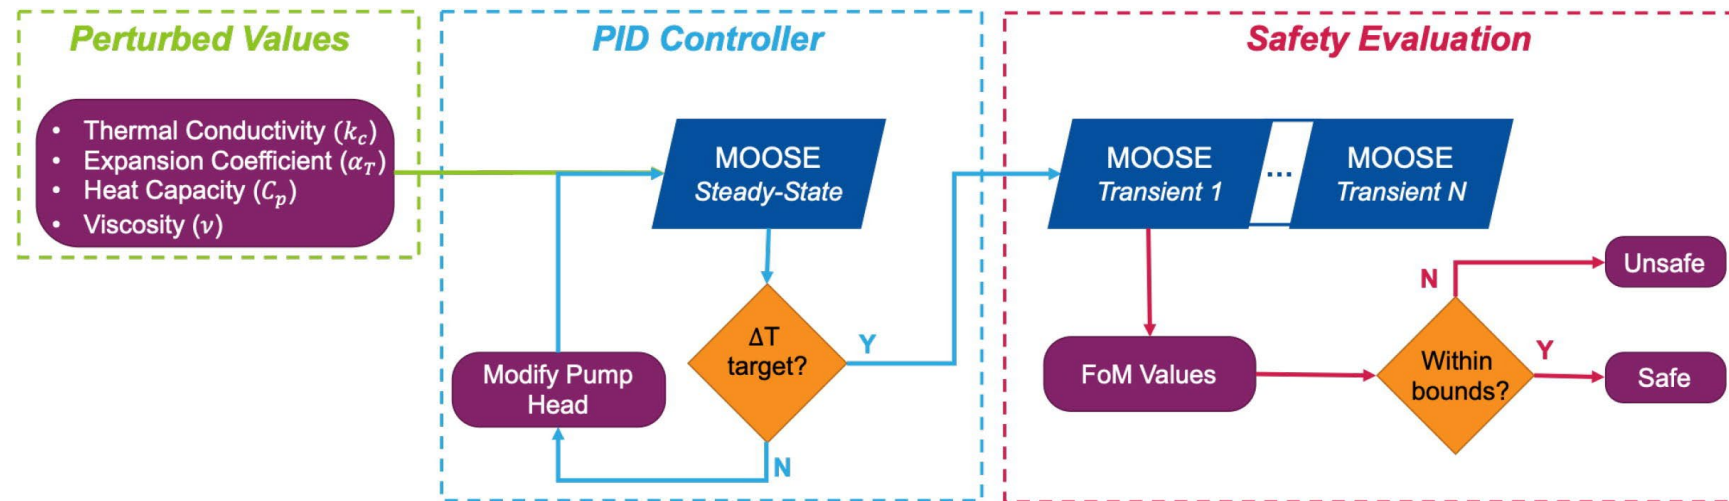 Perturbed Values
• Thermal Conductivity (k_c)
• Expansion Coefficient (α_T)
• Heat Capacity (C_p)
• Viscosity (ν)
PID Controller
MOOSE
Steady-State
ΔT
target?
Y
N
Modify Pump
Head
Safety Evaluation
MOOSE
Transient 1
...
MOOSE
Transient N
FoM Values
Within
bounds?
N
Unsafe
Y
Safe